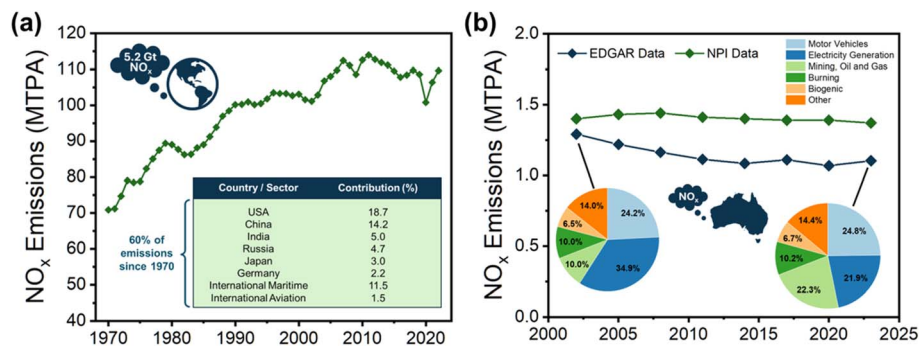 (a)
NOx Emissions (MTPA)
120
110
100
90
80
70
60
50
40
1970
1980
1990
2000
2010
2020
5.2 Gt
NOx
60% of
emissions
since 1970
Country / Sector Contribution (%)
USA 18.7
China 14.2
India 5.0
Russia 4.7
Japan 3.0
Germany 2.2
International Maritime 11.5
International Aviation 1.5
(b)
NOx Emissions (MTPA)
2.0
1.5
1.0
0.5
0.0
2000
2005
2010
2015
2020
2025
EDGAR Data
NPI Data
Motor Vehicles
Electricity Generation
Mining, Oil and Gas
Burning
Biogenic
Other
NOx
14.0%
24.2%
6.5%
10.0%
10.0%
34.9%
14.4%
24.8%
6.7%
10.2%
22.3%
21.9%